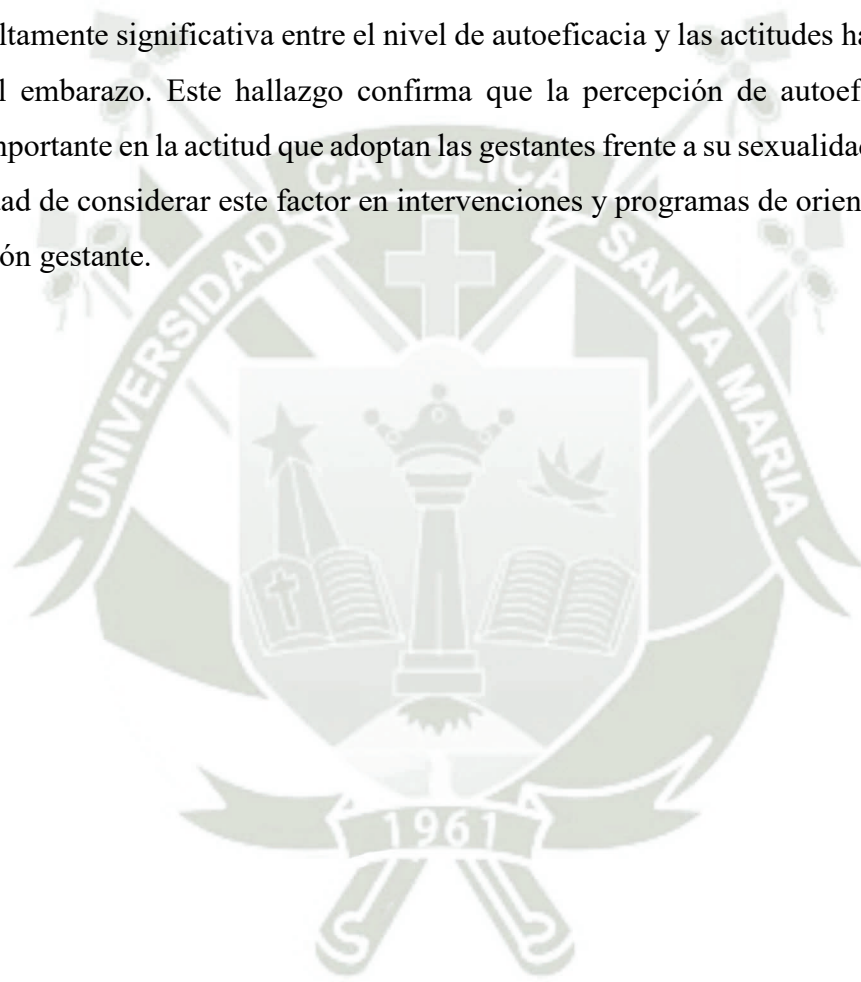 ltamente significativa entre el nivel de autoeficacia y las actitudes ha
l embarazo. Este hallazgo confirma que la percepción de autoef
nportante en la actitud que adoptan las gestantes frente a su sexualidad
dad de considerar este factor en intervenciones y programas de orien
ón gestante.
UNIVERSIDAD CATOLICA SANTA MARIA
1961